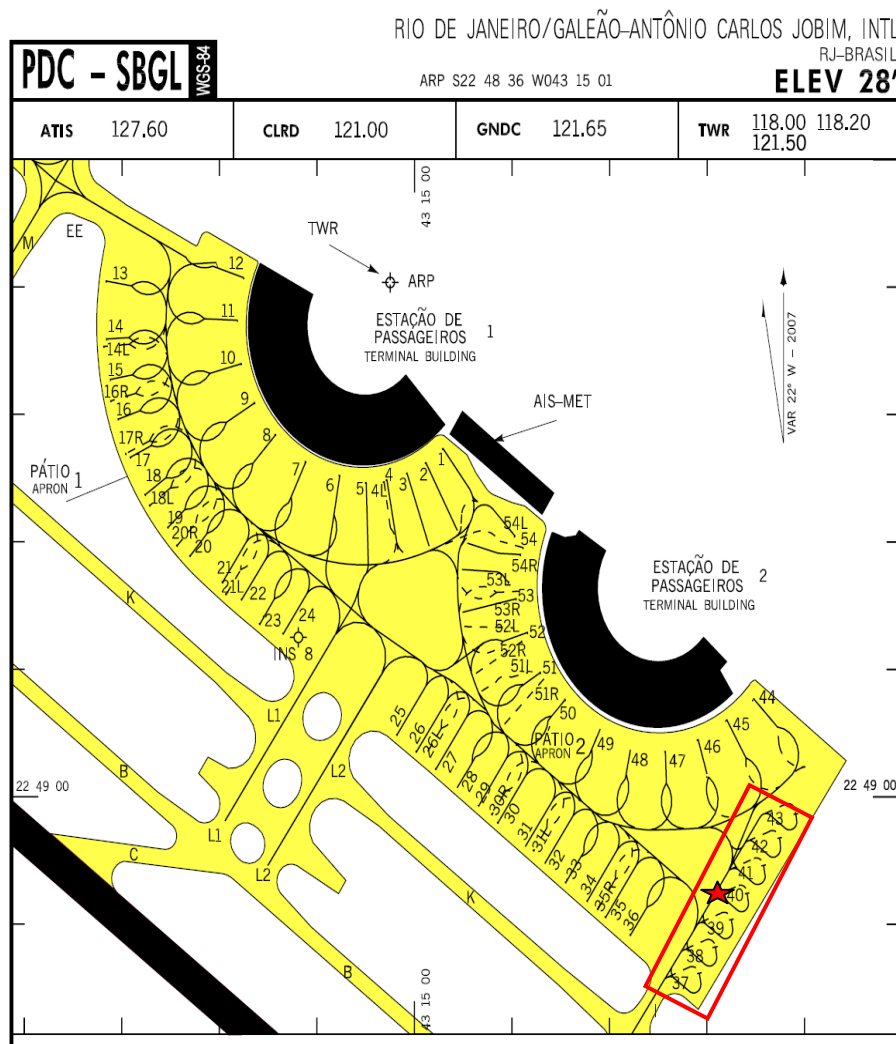 RIO DE JANEIRO/GALEÃO–ANTÔNIO CARLOS JOBIM, INTL
RJ–BRASIL
PDC – SBGL
WGS-84
ARP S22 48 36 W043 15 01
ELEV 28'
ATIS 127.60
CLRD 121.00
GNDC 121.65
TWR 118.00 118.20
121.50
43 15 00
M
EE
TWR
ARP
ESTAÇÃO DE
PASSAGEIROS 1
TERMINAL BUILDING
VAR 22° W – 2007
AIS–MET
13
12
14
11
14L
15
10
16R
16
9
17R
17
8
18
18L
7
19
20R
20
6
5
4
4L
3
2
1
PÁTIO 1
APRON
21
21L
22
23
24
INS 8
54L
54
54R
53L
53
53R
52L
52
52R
51L
51
51R
50
ESTAÇÃO DE
PASSAGEIROS 2
TERMINAL BUILDING
K
L1
25
26
26L
27
28
29
30R
30
31
31L
32
33
34
35R
35
36
PÁTIO 2
APRON
49
48
47
46
45
44
22 49 00
22 49 00
B
L2
L1
C
L2
K
B
43
42
41
40
39
38
37
I
43 15 00